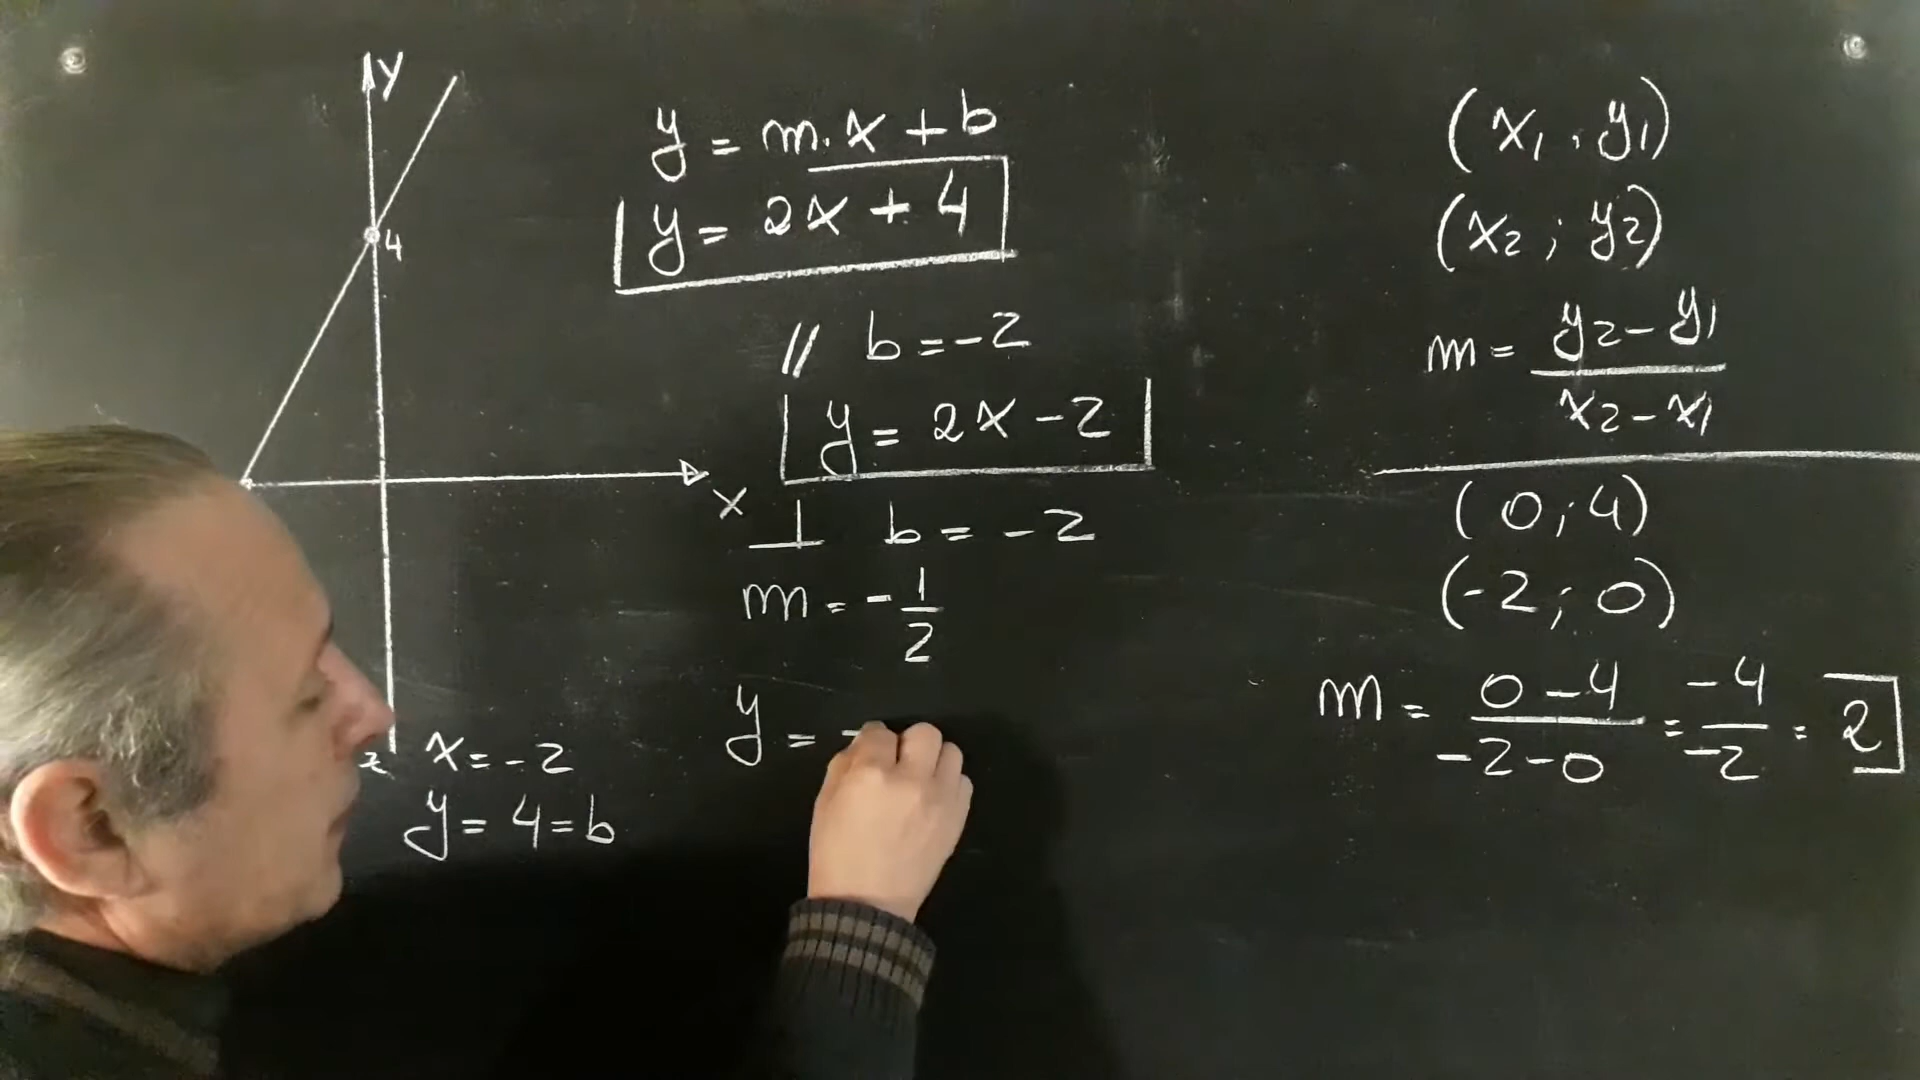 Y
4
X
x = -2
y = 4 = b
y = m.x + b
y = 2x + 4
// b = -2
y = 2x - 2
⊥ b = -2
m = -1/2
y = -
(x1 , y1)
(x2 ; y2)
m = (y2 - y1)/(x2 - x1)
(0 ; 4)
(-2 ; 0)
m = (0 - 4)/(-2 - 0) = -4/-2 = 2